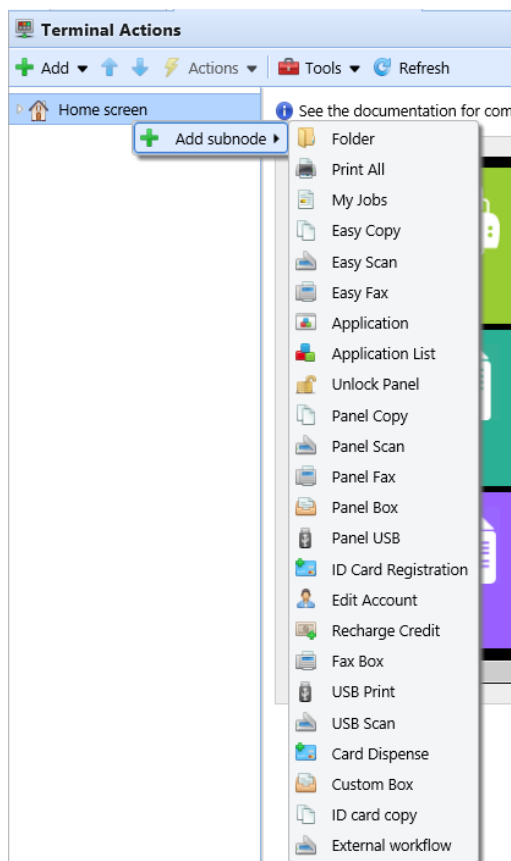 Terminal Actions
Add Actions Tools Refresh
Home screen
See the documentation for com
Add subnode
Folder
Print All
My Jobs
Easy Copy
Easy Scan
Easy Fax
Application
Application List
Unlock Panel
Panel Copy
Panel Scan
Panel Fax
Panel Box
Panel USB
ID Card Registration
Edit Account
Recharge Credit
Fax Box
USB Print
USB Scan
Card Dispense
Custom Box
ID card copy
External workflow